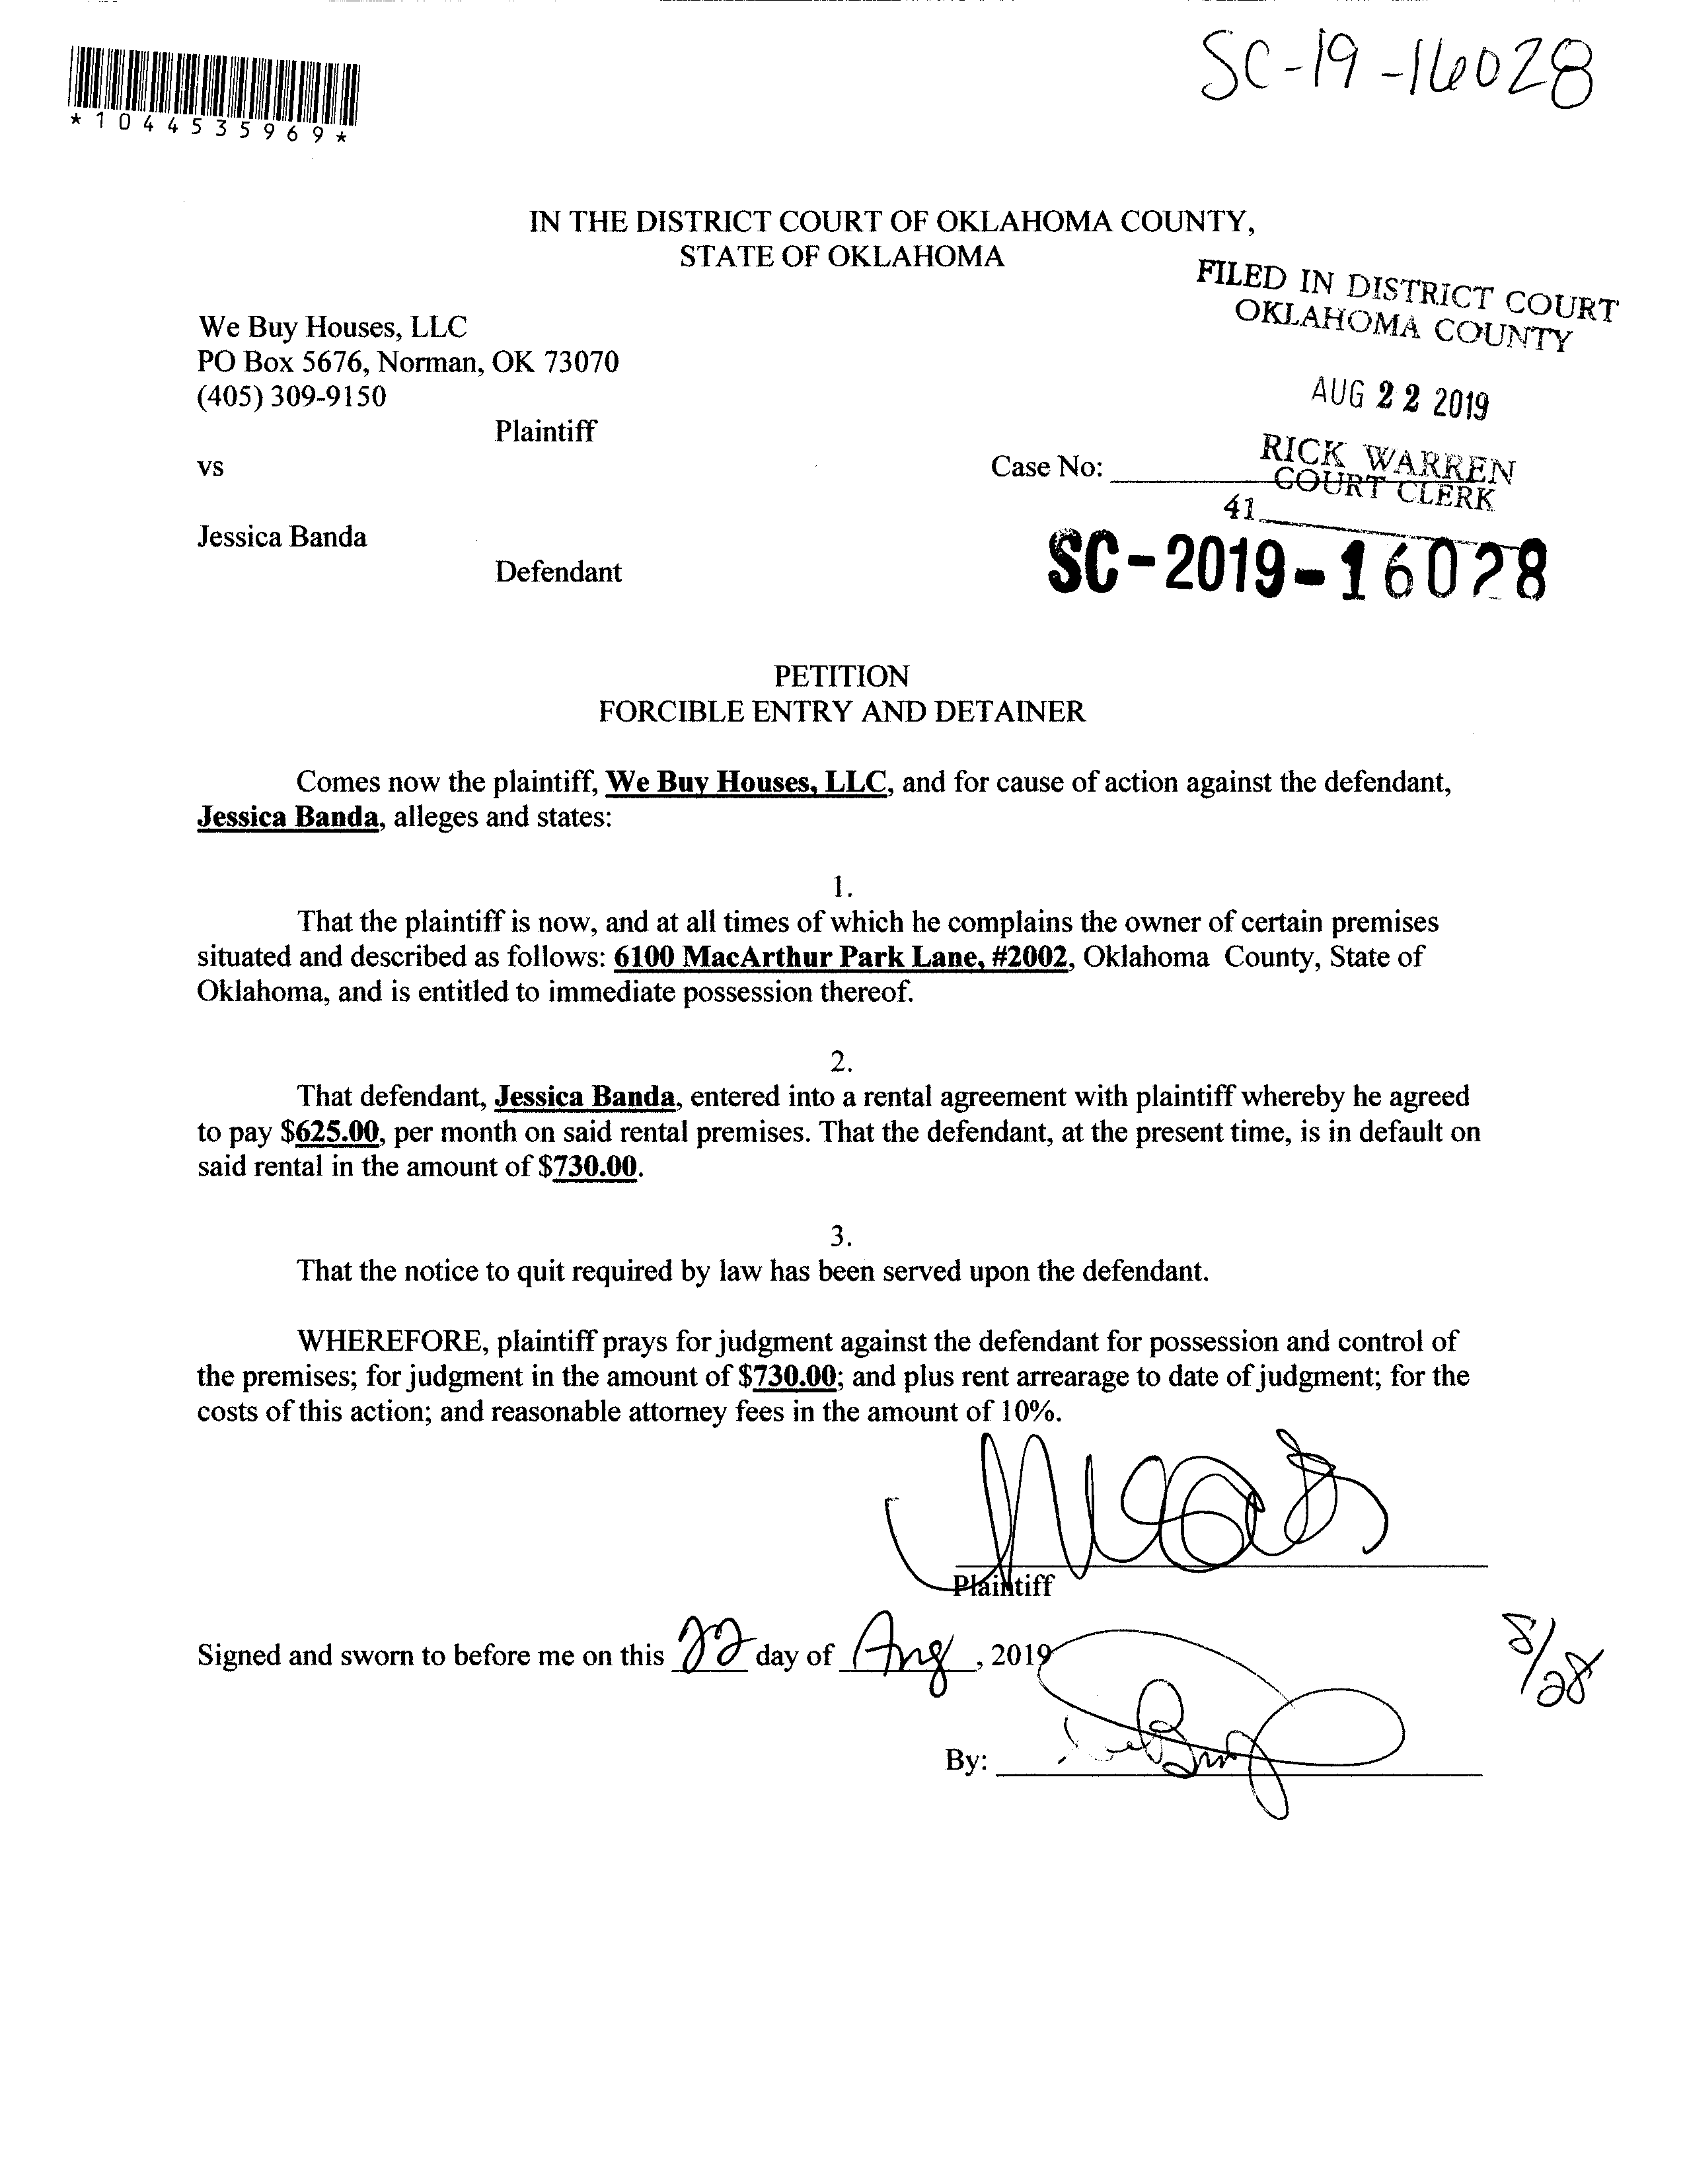 SC-19-16028
*1044535969*
IN THE DISTRICT COURT OF OKLAHOMA COUNTY,
STATE OF OKLAHOMA
FILED IN DISTRICT COURT
OKLAHOMA COUNTY
We Buy Houses, LLC
PO Box 5676, Norman, OK 73070
(405) 309-9150
AUG 22 2019
Plaintiff
vs
Case No:
RICK WARREN
COURT CLERK
41
Jessica Banda
SC-2019-16028
Defendant
PETITION
FORCIBLE ENTRY AND DETAINER
Comes now the plaintiff, We Buy Houses, LLC, and for cause of action against the defendant,
Jessica Banda, alleges and states:
1.
That the plaintiff is now, and at all times of which he complains the owner of certain premises
situated and described as follows: 6100 MacArthur Park Lane, #2002, Oklahoma County, State of
Oklahoma, and is entitled to immediate possession thereof.
2.
That defendant, Jessica Banda, entered into a rental agreement with plaintiff whereby he agreed
to pay $625.00, per month on said rental premises. That the defendant, at the present time, is in default on
said rental in the amount of $730.00.
3.
That the notice to quit required by law has been served upon the defendant.
WHEREFORE, plaintiff prays for judgment against the defendant for possession and control of
the premises; for judgment in the amount of $730.00; and plus rent arrearage to date of judgment; for the
costs of this action; and reasonable attorney fees in the amount of 10%.
Plaintiff
Signed and sworn to before me on this 22 day of Aug, 2019
8/28
By: